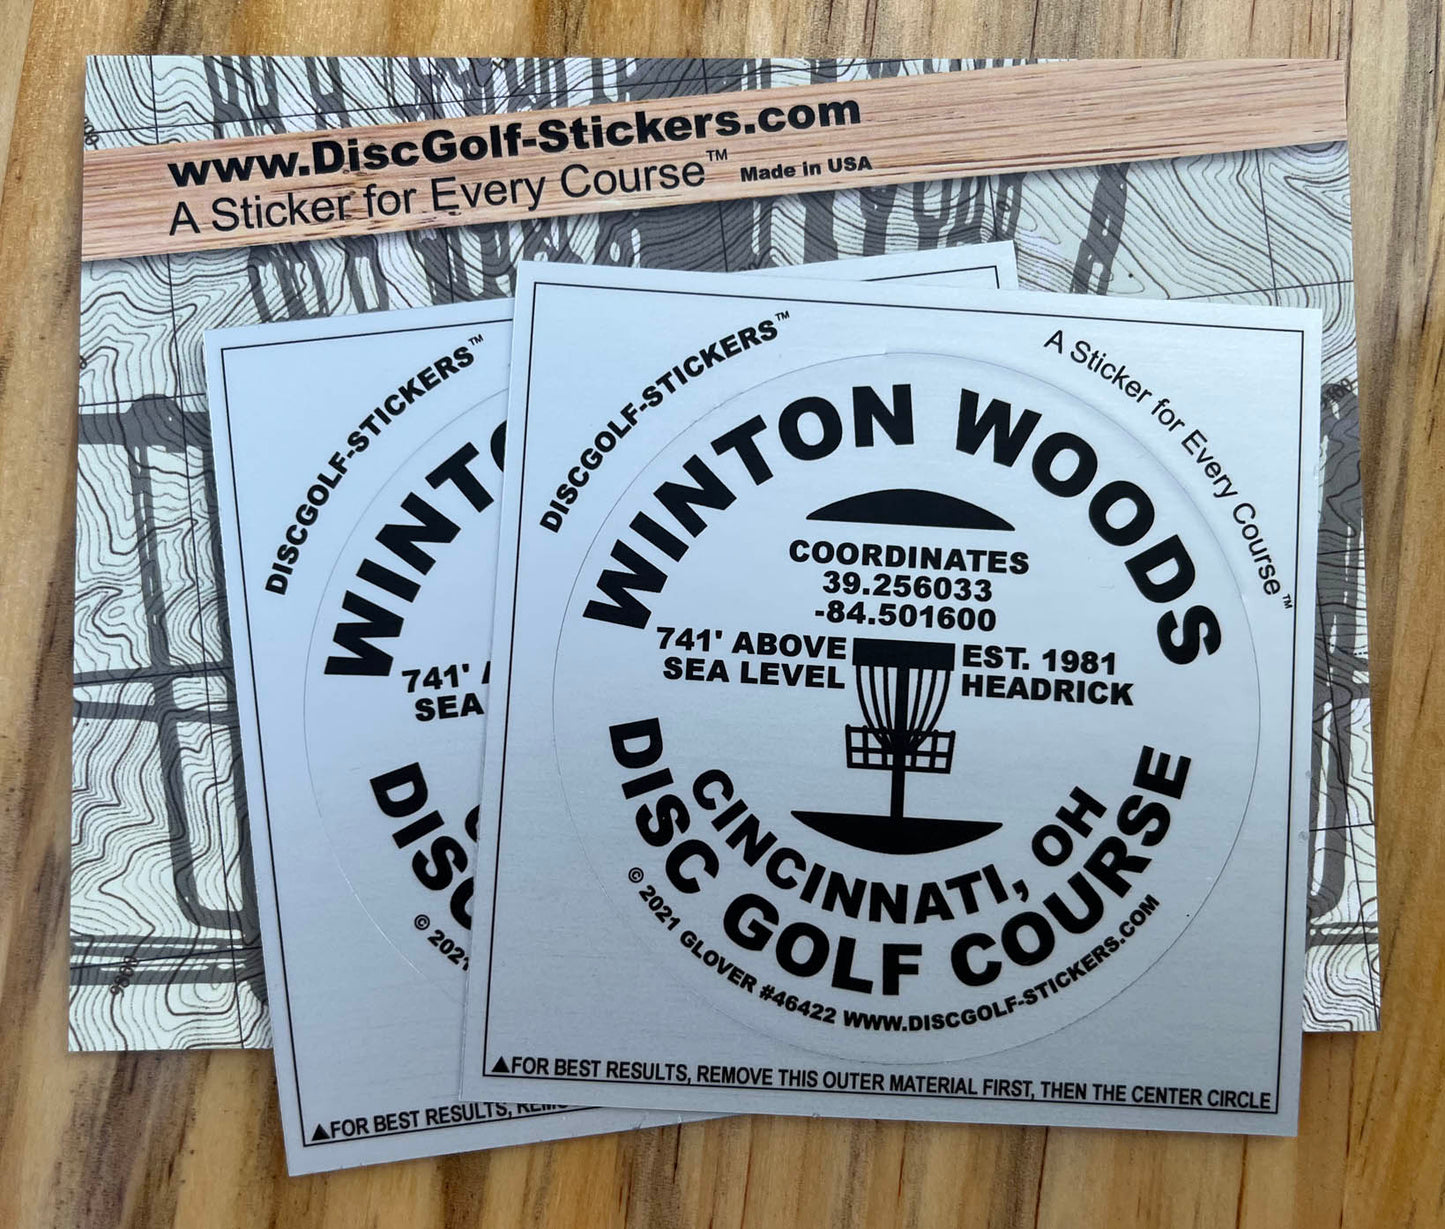 www.DiscGolf-Stickers.com
A Sticker for Every Course™ Made in USA
DISCGOLF-STICKERS™
WINTO
741'
SEA
DISC
© 2021
▲FOR BEST RESULTS,
DISCGOLF-STICKERS™
A Sticker for Every Course™
WINTON WOODS
COORDINATES
39.256033
-84.501600
741' ABOVE
SEA LEVEL
EST. 1981
HEADRICK
CINCINNATI, OH
DISC GOLF COURSE
© 2021 GLOVER #46422 WWW.DISCGOLF-STICKERS.COM
▲FOR BEST RESULTS, REMOVE THIS OUTER MATERIAL FIRST, THEN THE CENTER CIRCLE